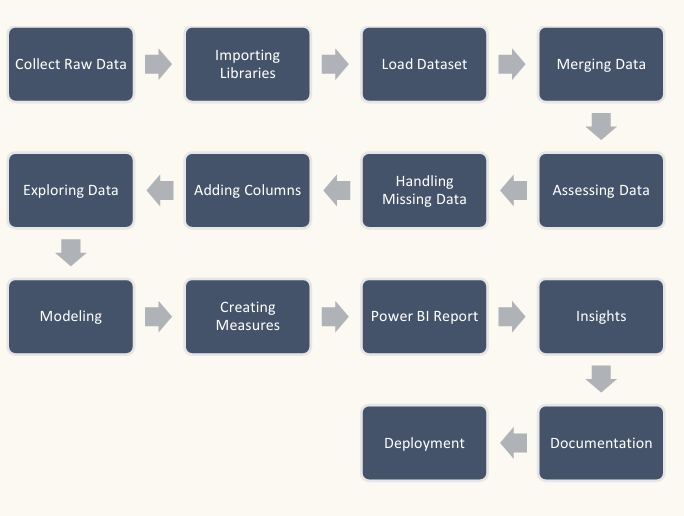 Collect Raw Data
Importing
Libraries
Load Dataset
Merging Data
Assessing Data
Handling
Missing Data
Adding Columns
Exploring Data
Modeling
Creating
Measures
Power BI Report
Insights
Documentation
Deployment